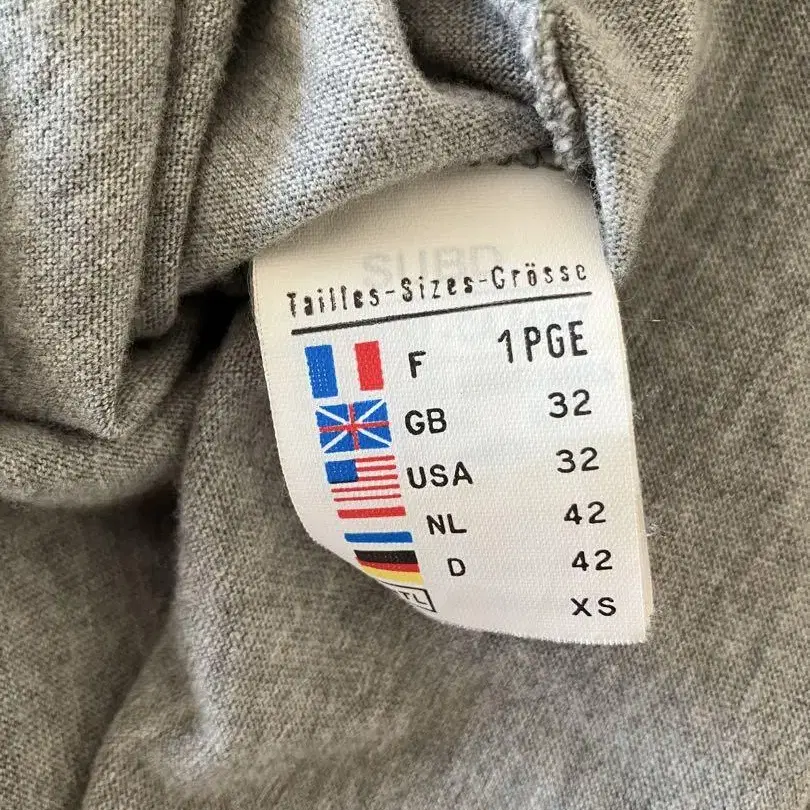 Tailles-Sizes-Grösse
F 1PGE
GB 32
USA 32
NL 42
D 42
XS